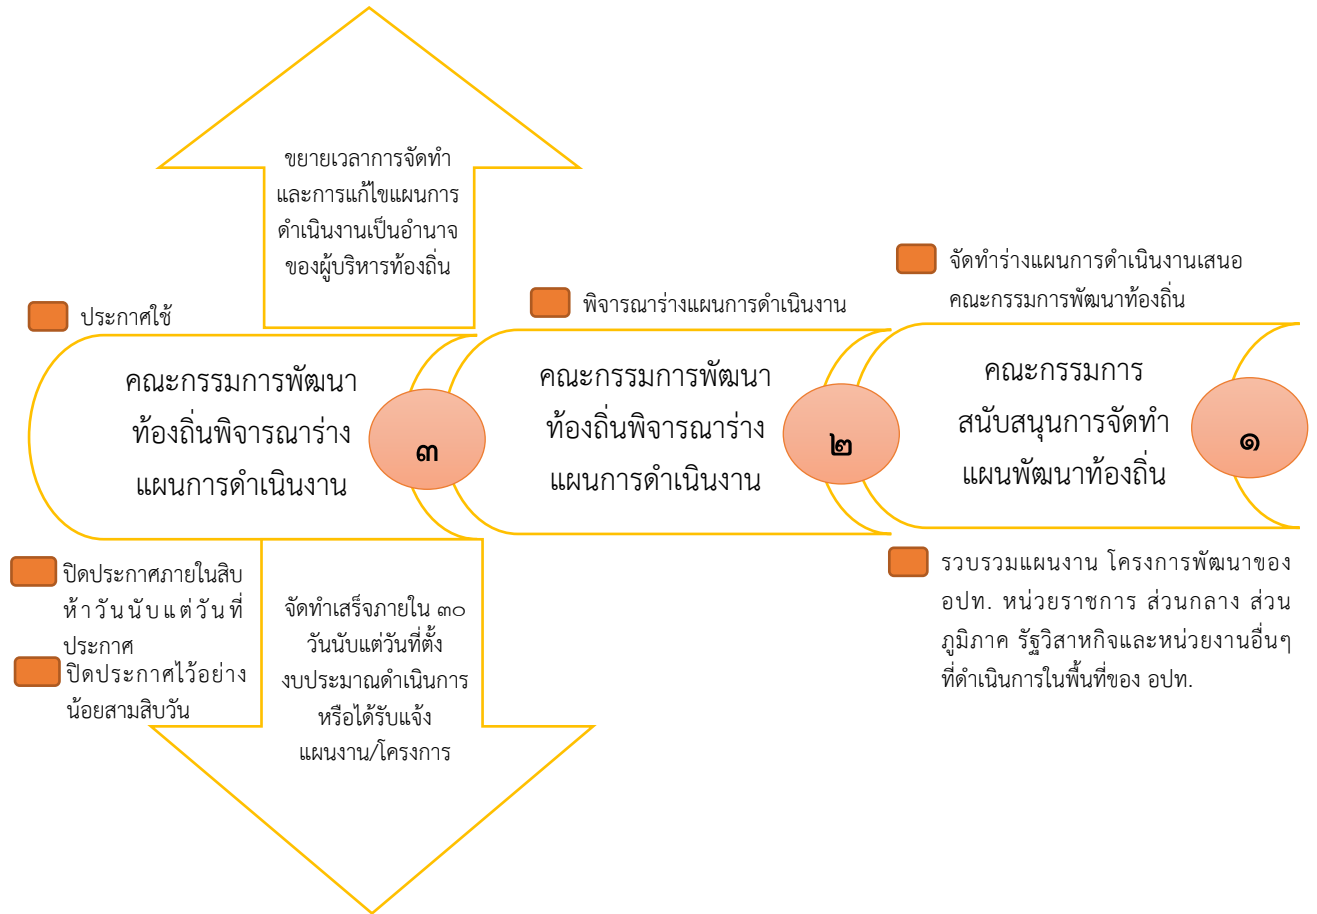 ขยายเวลาการจัดทำ
และการแก้ไขแผนการ
ดำเนินงานเป็นอำนาจ
ของผู้บริหารท้องถิ่น
จัดทำร่างแผนการดำเนินงานเสนอ
คณะกรรมการพัฒนาท้องถิ่น
พิจารณาร่างแผนการดำเนินงาน
ประกาศใช้
คณะกรรมการพัฒนา
ท้องถิ่นพิจารณาร่าง
แผนการดำเนินงาน
๓
คณะกรรมการพัฒนา
ท้องถิ่นพิจารณาร่าง
แผนการดำเนินงาน
๒
คณะกรรมการ
สนับสนุนการจัดทำ
แผนพัฒนาท้องถิ่น
๑
ปิดประกาศภายในสิบ
ห้าวันนับแต่วันที่
ประกาศ
ปิดประกาศไว้อย่าง
น้อยสามสิบวัน
จัดทำเสร็จภายใน ๓๐
วันนับแต่วันที่ตั้ง
งบประมาณดำเนินการ
หรือได้รับแจ้ง
แผนงาน/โครงการ
รวบรวมแผนงาน โครงการพัฒนาของ
อปท. หน่วยราชการ ส่วนกลาง ส่วน
ภูมิภาค รัฐวิสาหกิจและหน่วยงานอื่นๆ
ที่ดำเนินการในพื้นที่ของ อปท.